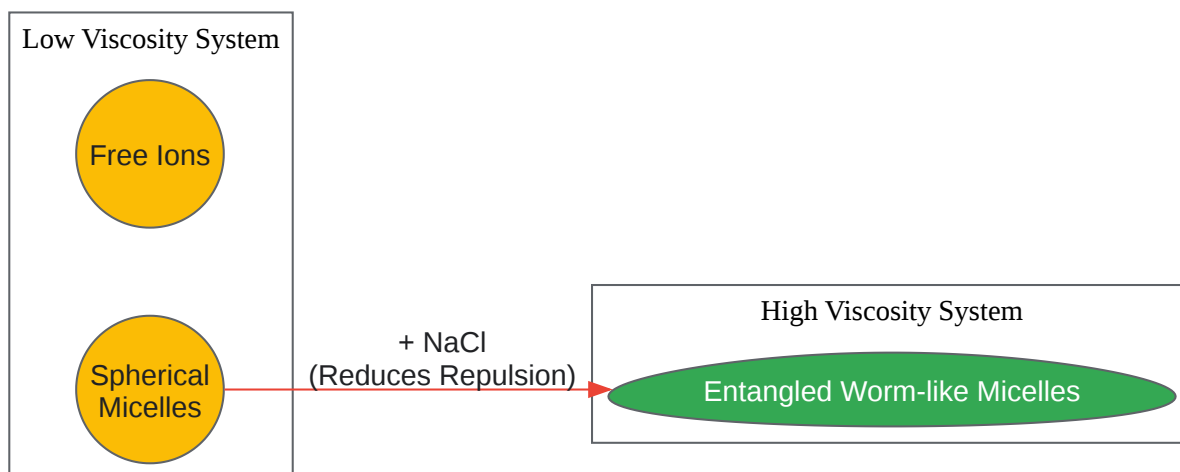 Low Viscosity System
Free Ions
Spherical
Micelles
+ NaCl
(Reduces Repulsion)
High Viscosity System
Entangled Worm-like Micelles